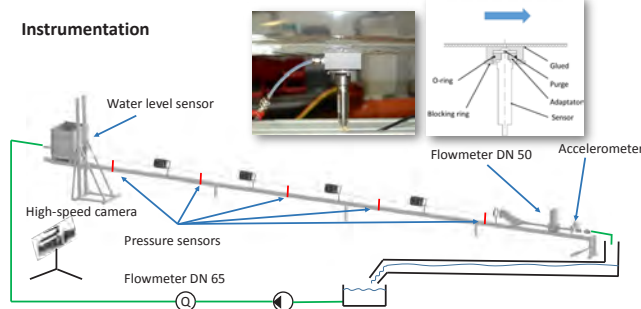 Instrumentation
Glued
O-ring
Purge
Adaptator
Blocking ring
Sensor
Water level sensor
Flowmeter DN 50
Accelerometer
High-speed camera
Pressure sensors
Flowmeter DN 65
Q